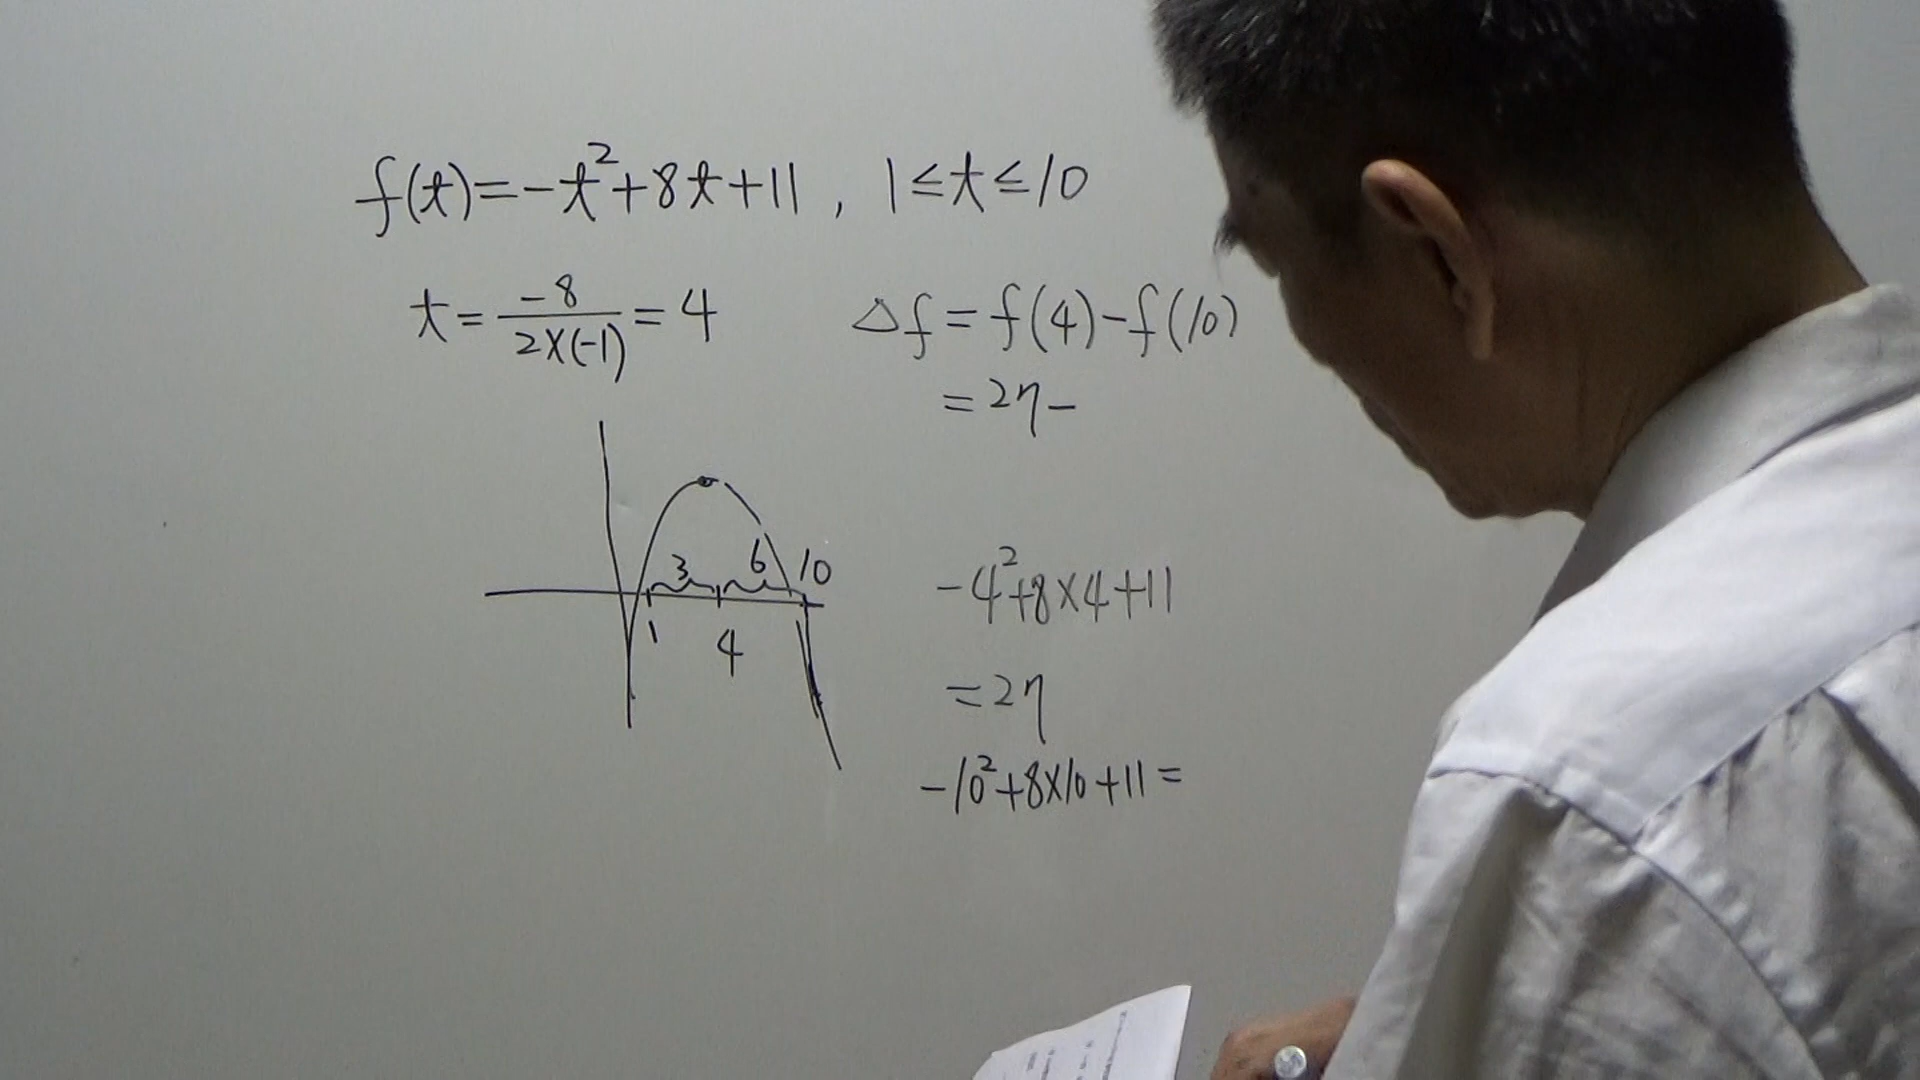 f(t)=-t²+8t+11, 1≤t≤10
t=-8/2×(-1)=4
Δf=f(4)-f(10)
=27-
3 6 10
1 4
-4²+8×4+11
=27
-10²+8×10+11=